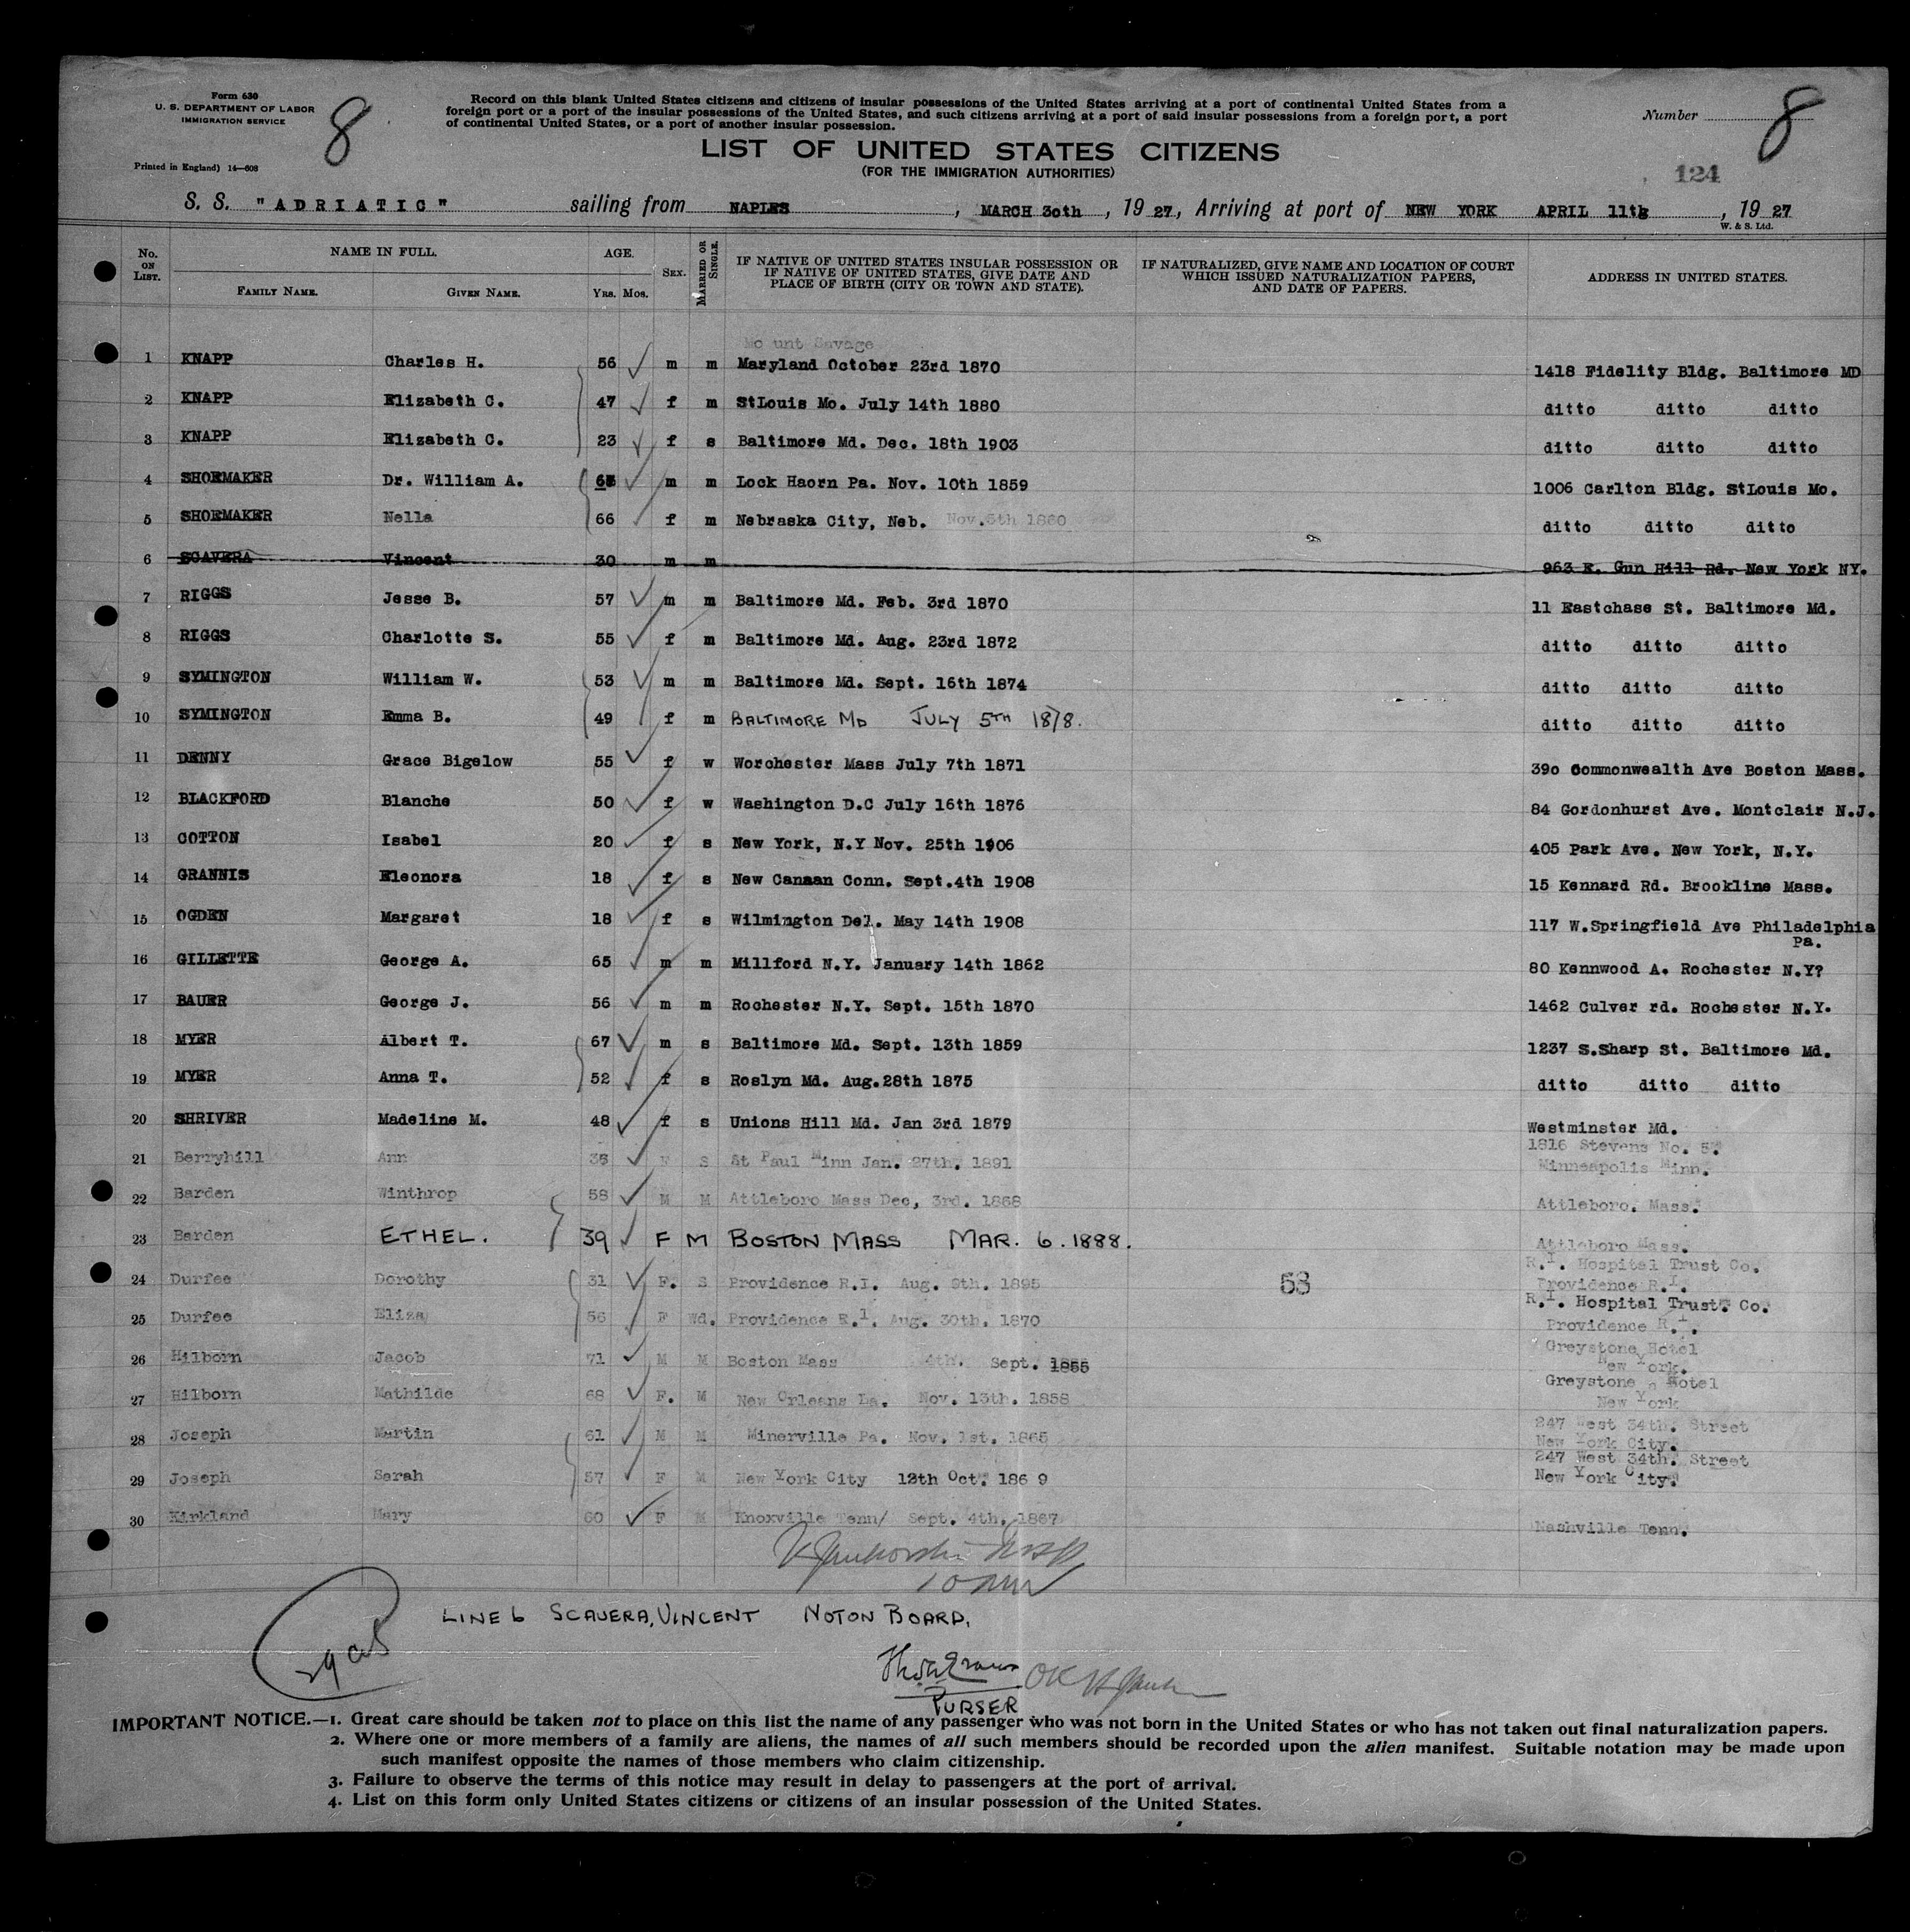 Form 630
U. S. DEPARTMENT OF LABOR
IMMIGRATION SERVICE
Printed in England) 14—608
8
Record on this blank United States citizens and citizens of insular possessions of the United States arriving at a port of continental United States from a
foreign port or a port of the insular possessions of the United States, and such citizens arriving at a port of said insular possessions from a foreign port, a port
of continental United States, or a port of another insular possession.
Number 8
LIST OF UNITED STATES CITIZENS
(FOR THE IMMIGRATION AUTHORITIES)
124
S. S. "ADRIATIC" sailing from NAPLES, MARCH 30th, 1927, Arriving at port of NEW YORK APRIL 11th, 1927
W. & S. Ltd.
No. ON LIST. NAME IN FULL. FAMILY NAME. GIVEN NAME. AGE. YRS. MOS. SEX. MARRIED OR SINGLE. IF NATIVE OF UNITED STATES INSULAR POSSESSION OR IF NATIVE OF UNITED STATES, GIVE DATE AND PLACE OF BIRTH (CITY OR TOWN AND STATE). IF NATURALIZED, GIVE NAME AND LOCATION OF COURT WHICH ISSUED NATURALIZATION PAPERS, AND DATE OF PAPERS. ADDRESS IN UNITED STATES.
Mo unt Savage
1 KNAPP Charles H. 56 m m Maryland October 23rd 1870 1418 Fidelity Bldg. Baltimore MD
2 KNAPP Elizabeth C. 47 f m StLouis Mo. July 14th 1880 ditto ditto ditto
3 KNAPP Elizabeth C. 23 f s Baltimore Md. Dec. 18th 1903 ditto ditto ditto
4 SHOEMAKER Dr. William A. m m Lock Haorn Pa. Nov. 10th 1859 1006 Carlton Bldg. StLouis Mo.
5 SHOEMAKER Nella 66 f m Nebraska City, Neb. Nov.5th 1860 ditto ditto ditto
6 SCAVERA Vincent 30 m m 963 E. Gun Hill Rd. New York NY.
7 RIGGS Jesse B. 57 m m Baltimore Md. Feb. 3rd 1870 11 Eastchase St. Baltimore Md.
8 RIGGS Charlotte S. 55 f m Baltimore Md. Aug. 23rd 1872 ditto ditto ditto
9 SYMINGTON William W. 53 m m Baltimore Md. Sept. 16th 1874 ditto ditto ditto
10 SYMINGTON Emma B. 49 f m BALTIMORE MD JULY 5TH 1878. ditto ditto ditto
11 DENNY Grace Bigelow 55 f w Worchester Mass July 7th 1871 390 Commonwealth Ave Boston Mass.
12 BLACKFORD Blanche 50 f w Washington D.C July 16th 1876 84 Gordonhurst Ave. Montclair N.J.
13 COTTON Isabel 20 f s New York, N.Y Nov. 25th 1906 405 Park Ave. New York, N.Y.
14 GRANNIS Eleonora 18 f s New Canaan Conn. Sept.4th 1908 15 Kennard Rd. Brookline Mass.
15 OGDEN Margaret 18 f s Wilmington Del. May 14th 1908 117 W.Springfield Ave Philadelphia
Pa.
16 GILLETTE George A. 65 m m Millford N.Y. January 14th 1862 80 Kennwood A. Rochester N.Y?
17 BAUER George J. 56 m m Rochester N.Y. Sept. 15th 1870 1462 Culver rd. Rochester N.Y.
18 MYER Albert T. 67 m s Baltimore Md. Sept. 13th 1859 1237 S.Sharp St. Baltimore Md.
19 MYER Anna T. 52 f s Roslyn Md. Aug.28th 1875 ditto ditto ditto
20 SHRIVER Madeline M. 48 f s Unions Hill Md. Jan 3rd 1879 Westminster Md.
1816 Stevens No. 5.
21 Berryhill Ann 36 F S St Paul Minn Jan. 27th. 1891 Minneapolis Minn.
22 Barden Winthrop 58 M M Attleboro Mass Dec, 3rd. 1868 Attleboro. Mass.
23 Barden ETHEL. 39 F M BOSTON MASS MAR. 6. 1888. Attleboro Mass.
R.I. Hospital Trust Co.
24 Durfee Dorothy 31 F. S Providence R.I. Aug. 9th. 1895 53 Providence R.I.
R.I. Hospital Trust. Co.
25 Durfee Eliza 56 F Wd. Providence R.I. Aug. 30th. 1870 Providence R.I.
Greystone Hotel
26 Hilborn Jacob 71 M M Boston Mass 4th. Sept. 1855 New York.
Greystone Hotel
27 Hilborn Mathilde 68 F. M New Orleans La. Nov. 13th. 1858 New York
247 West 34th. Street
28 Joseph Martin 61 M M Minerville Pa. Nov. 1st. 1865 New York City.
247 West 34th. Street
29 Joseph Sarah 57 F M New York City 12th Oct. 186 9 New York City.
30 Kirkland Mary 60 F M Knoxville Tenn/ Sept. 4th. 1867 Nashville Tenn.
LINE 6 SCAVERA, VINCENT NOT ON BOARD.
OK
PURSER
IMPORTANT NOTICE.—1. Great care should be taken not to place on this list the name of any passenger who was not born in the United States or who has not taken out final naturalization papers.
2. Where one or more members of a family are aliens, the names of all such members should be recorded upon the alien manifest. Suitable notation may be made upon
such manifest opposite the names of those members who claim citizenship.
3. Failure to observe the terms of this notice may result in delay to passengers at the port of arrival.
4. List on this form only United States citizens or citizens of an insular possession of the United States.